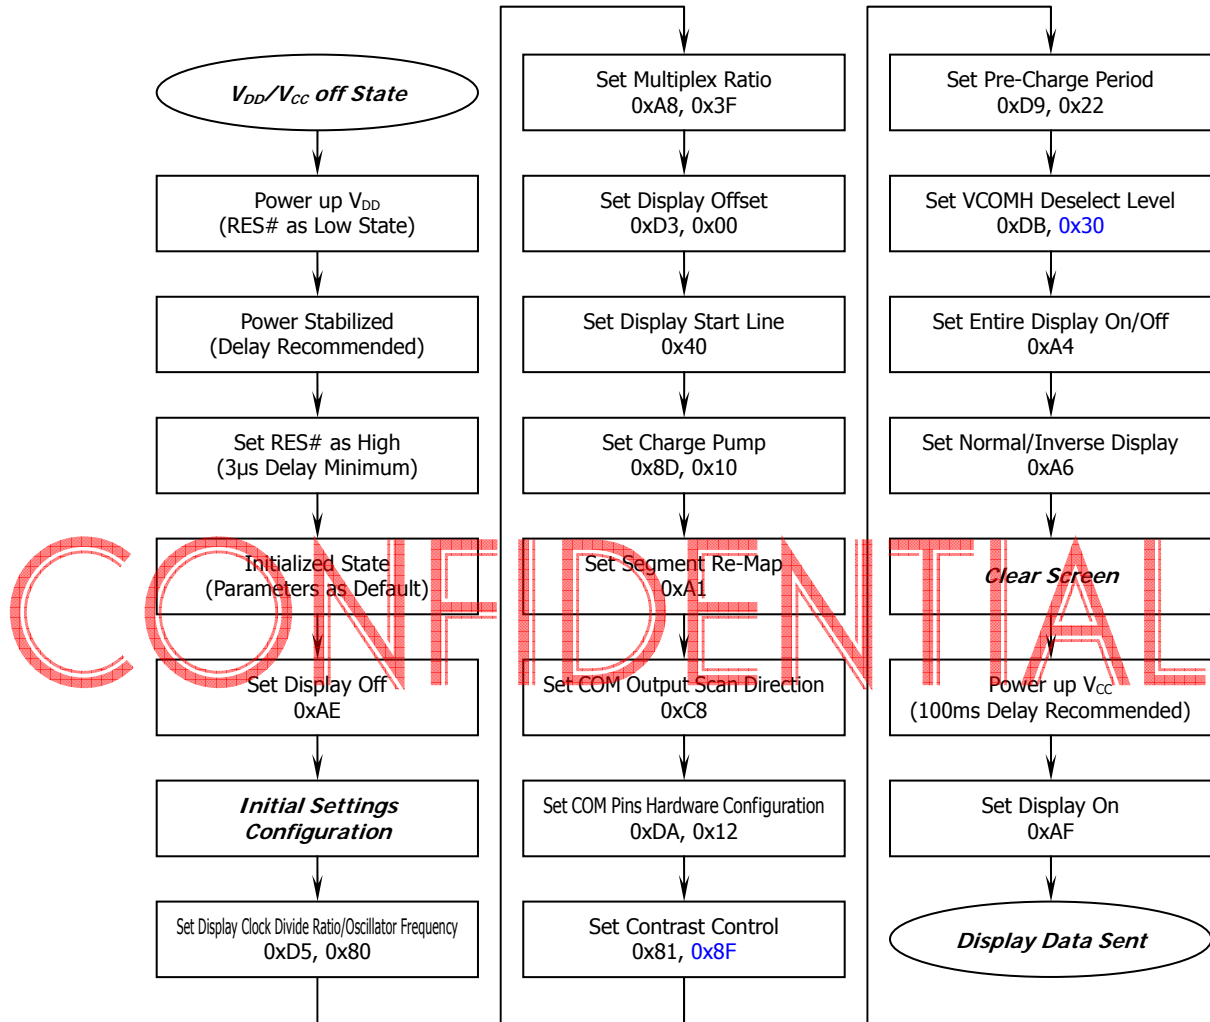 V_DD/V_CC off State
Power up V_DD
(RES# as Low State)
Power Stabilized
(Delay Recommended)
Set RES# as High
(3µs Delay Minimum)
Initialized State
(Parameters as Default)
Set Display Off
0xAE
Initial Settings
Configuration
Set Display Clock Divide Ratio/Oscillator Frequency
0xD5, 0x80
Set Multiplex Ratio
0xA8, 0x3F
Set Display Offset
0xD3, 0x00
Set Display Start Line
0x40
Set Charge Pump
0x8D, 0x10
Set Segment Re-Map
0xA1
Set COM Output Scan Direction
0xC8
Set COM Pins Hardware Configuration
0xDA, 0x12
Set Contrast Control
0x81, 0x8F
Set Pre-Charge Period
0xD9, 0x22
Set VCOMH Deselect Level
0xDB, 0x30
Set Entire Display On/Off
0xA4
Set Normal/Inverse Display
0xA6
Clear Screen
Power up V_CC
(100ms Delay Recommended)
Set Display On
0xAF
Display Data Sent
CONFIDENTIAL